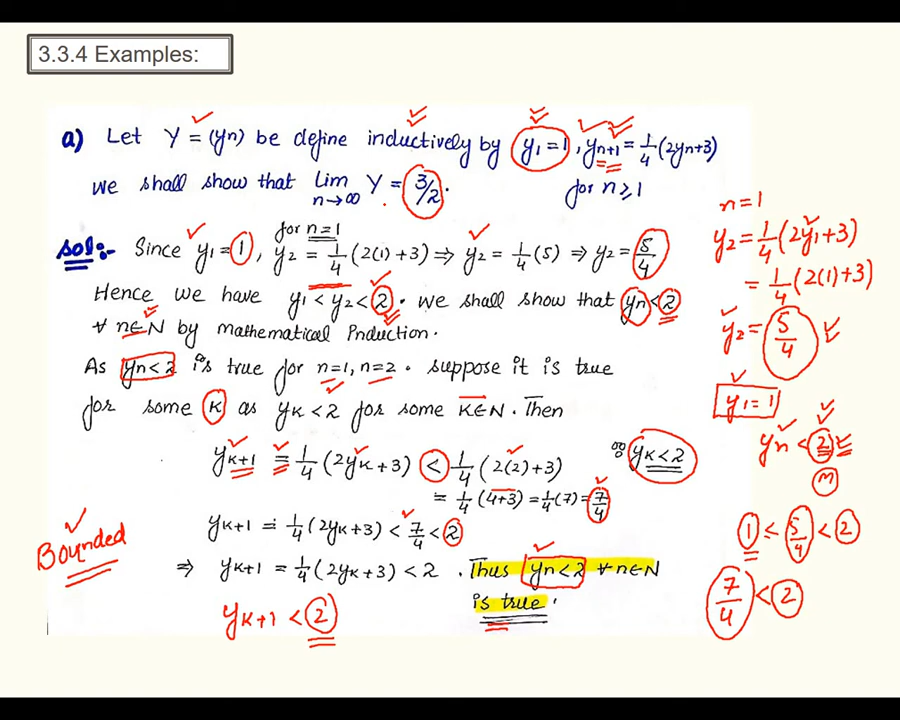 3.3.4 Examples:
a) Let Y = (yn) be define inductively by y1 = 1, yn+1 = 1/4 (2yn+3)
we shall show that Lim n→∞ Y = 3/2. for n ≥ 1
for n=1
Sol:- Since y1 = 1, y2 = 1/4 (2(1)+3) ⇒ y2 = 1/4 (5) ⇒ y2 = 5/4
Hence we have y1 < y2 < 2. we shall show that yn < 2
∀ n∈N by mathematical Induction.
As yn<2 is true for n=1, n=2. suppose it is true
for some K as yK < 2 for some K∈N. Then
yK+1 = 1/4 (2yK+3) < 1/4 (2(2)+3) ∵ yK<2
= 1/4 (4+3) = 1/4 (7) = 7/4
yK+1 = 1/4 (2yK+3) < 7/4 < 2
⇒ yK+1 = 1/4 (2yK+3) < 2. Thus yn<2 ∀ n∈N
is true.
Bounded
yK+1 < 2
n=1
y2 = 1/4 (2y1+3)
= 1/4 (2(1)+3)
y2 = 5/4
y1 = 1
yn < 2
m
1 ≤ 5/4 < 2
7/4 < 2